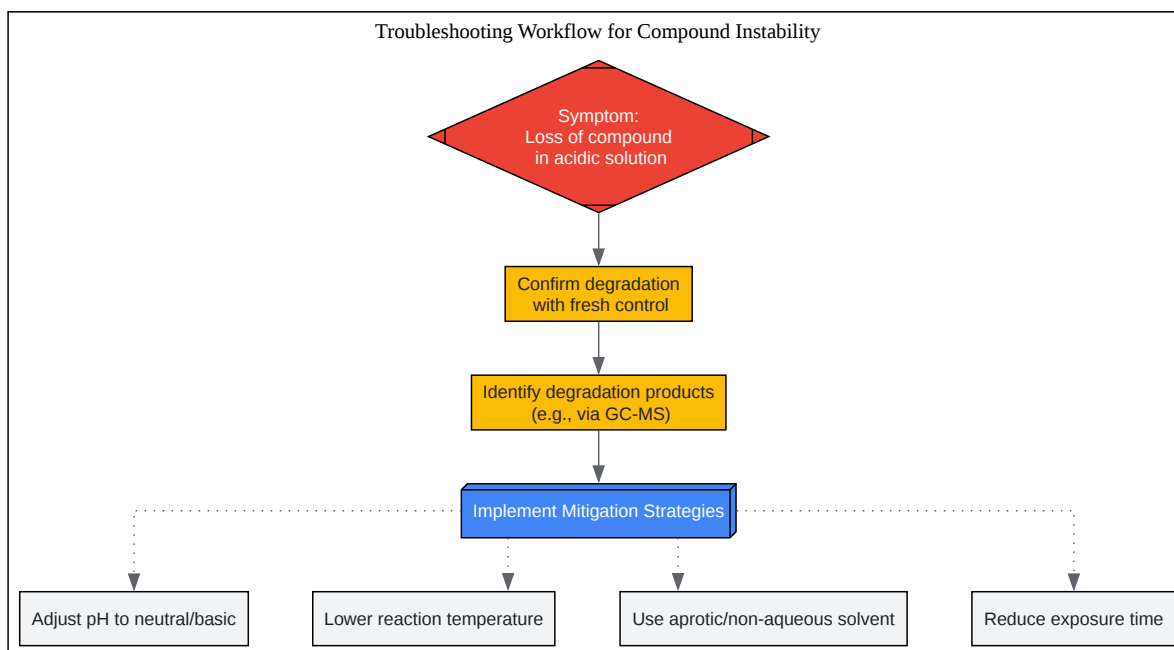 Troubleshooting Workflow for Compound Instability
Symptom:
Loss of compound
in acidic solution
Confirm degradation
with fresh control
Identify degradation products
(e.g., via GC-MS)
Implement Mitigation Strategies
Adjust pH to neutral/basic
Lower reaction temperature
Use aprotic/non-aqueous solvent
Reduce exposure time